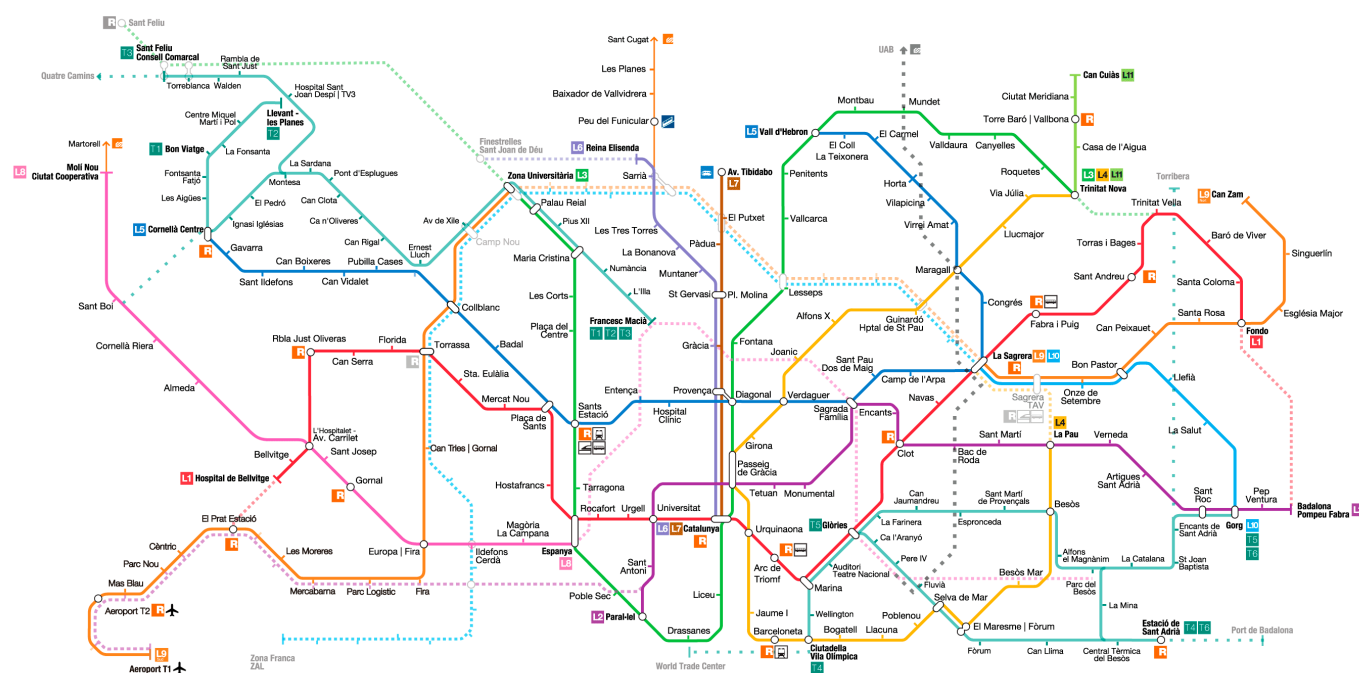 R Sant Feliu
T3 Sant Feliu
Consell Comarcal
Rambla de
Sant Just
Quatre Camins
Torreblanca
Walden
Hospital Sant
Joan Despí | TV3
Centre Miquel
Martí i Pol
Llevant -
les Planes
T2
Martorell
T1 Bon Viatge
La Fonsanta
L8 Molí Nou
Ciutat Cooperativa
Fontsanta
Fatjó
La Sardana
Montesa
Pont d'Esplugues
Les Aigües
El Pedró
Can Clota
Ignasi Iglésias
Ca n'Oliveres
L5 Cornellà Centre
R
Gavarra
Can Rigal
Ernest
Lluch
Av de Xile
Camp Nou
Can Boixeres
Pubilla Cases
Sant Ildefons
Can Vidalet
Collblanc
Finestrelles
Sant Joan de Déu
Zona Universitària L3
Palau Reial
Pius XII
Maria Cristina
Numància
L'Illa
Les Corts
Plaça del
Centre
Francesc Macià
T1 T2 T3
Sant Cugat
Les Planes
Baixador de Vallvidrera
Peu del Funicular
L6 Reina Elisenda
Sarrià
Les Tres Torres
La Bonanova
Muntaner
St Gervasi
Pl. Molina
Gràcia
Provença
Av. Tibidabo
L7
El Putxet
Pàdua
UAB
Montbau
Mundet
L5 Vall d'Hebron
El Coll
La Teixonera
El Carmel
Valldaura
Canyelles
Roquetes
Penitents
Vallcarca
Horta
Vilapicina
Virrei Amat
Via Júlia
Llucmajor
Maragall
Lesseps
Congrés
Can Cuiàs L11
Ciutat Meridiana
Torre Baró | Vallbona R
Casa de l'Aigua
L3 L4 L11
Trinitat Nova
Torribera
L9 Can Zam
Trinitat Vella
Torras i Bages
Baró de Viver
Singuerlín
Sant Andreu
R
Santa Coloma
Santa Rosa
Església Major
Fondo
L1
Can Peixauet
R
Fabra i Puig
La Sagrera L9 L10
R
Bon Pastor
Onze de
Setembre
Sagrera
TAV
R
Llefià
La Salut
Alfons X
Guinardó
Hptal de St Pau
Joanic
Fontana
Sant Pau
Dos de Maig
Camp de l'Arpa
Navas
Sant Boi
Cornellà Riera
Almeda
Rbla Just Oliveras
R
Can Serra
Florida
Torrassa
R
Badal
Sta. Eulàlia
Mercat Nou
Plaça de
Sants
Sants
Estació
R
Entença
Hospital
Clínic
Diagonal
Verdaguer
Sagrada
Família
Encants
Clot
R
L4
La Pau
Sant Martí
Bac de
Roda
Verneda
Artigues
Sant Adrià
Sant
Roc
Pep
Ventura
Gorg L10
T5
T6
Badalona
Pompeu Fabra
L'Hospitalet -
Av. Carrilet
Sant Josep
Bellvitge
L1 Hospital de Bellvitge
Gornal
R
Can Tries | Gornal
Hostafrancs
Tarragona
Girona
Passeig
de Gràcia
Tetuan
Monumental
El Prat Estació
R
Cèntric
Parc Nou
Mas Blau
Aeroport T2 R
L9
Aeroport T1
Les Moreres
Mercabarna
Parc Logístic
Fira
Europa | Fira
Ildefons
Cerdà
Magòria
La Campana
Espanya
L8
Rocafort
Urgell
Universitat
L6 L7 Catalunya
R
Urquinaona
Arc de
Triomf
R
Sant
Antoni
Poble Sec
L2 Paral·lel
Drassanes
Liceu
Jaume I
Barceloneta
R
Marina
T5 Glòries
Can
Jaumandreu
La Farinera
Ca l'Aranyó
Pere IV
Fluvià
Auditori
Teatre Nacional
Wellington
Bogatell
Llacuna
Poblenou
Selva de Mar
Besòs Mar
Besòs
Sant Martí
de Provençals
Espronceda
Alfons
el Magnànim
La Catalana
Encants de
Sant Adrià
St Joan
Baptista
Parc del
Besòs
La Mina
El Maresme | Fòrum
Fòrum
Can Llima
Central Tèrmica
del Besòs
Estació de
Sant Adrià T4 T6
R
Port de Badalona
Ciutadella
Vila Olímpica
T4
World Trade Center
Zona Franca
ZAL